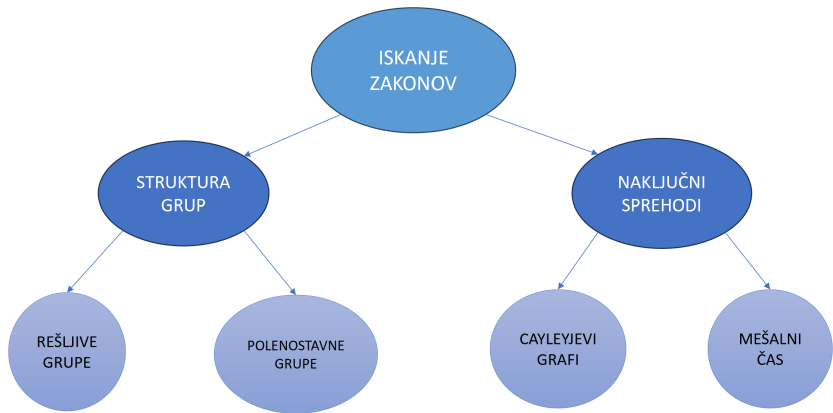 ISKANJE
ZAKONOV
STRUKTURA
GRUP
NAKLJUČNI
SPREHODI
REŠLJIVE
GRUPE
POLENOSTAVNE
GRUPE
CAYLEYJEVI
GRAFI
MEŠALNI
ČAS